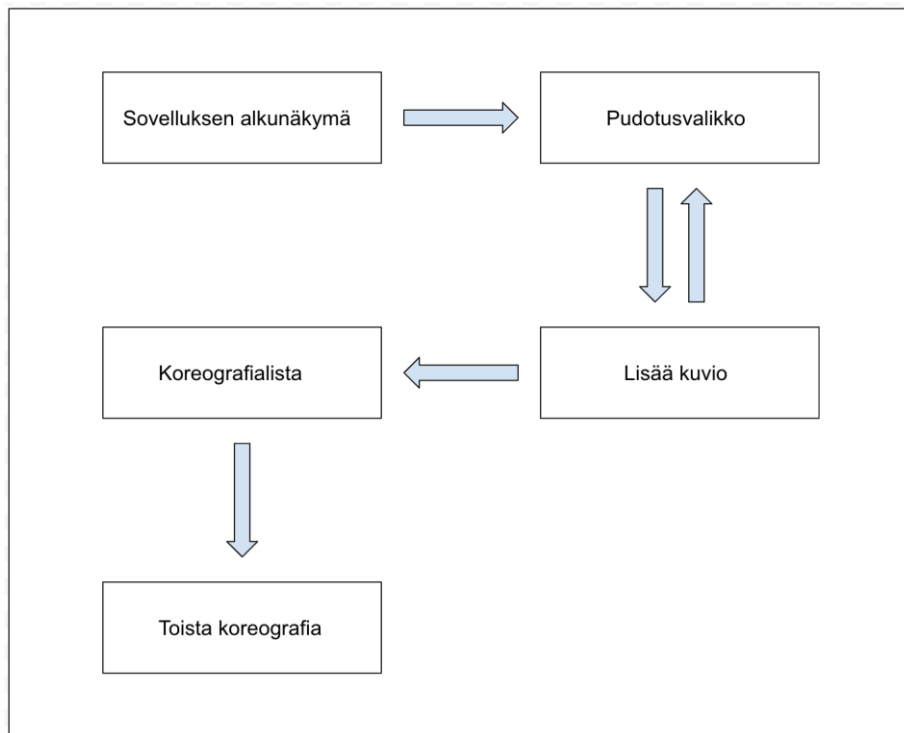 Sovelluksen alkunäkymä
Pudotusvalikko
Koreografialista
Lisää kuvio
Toista koreografia